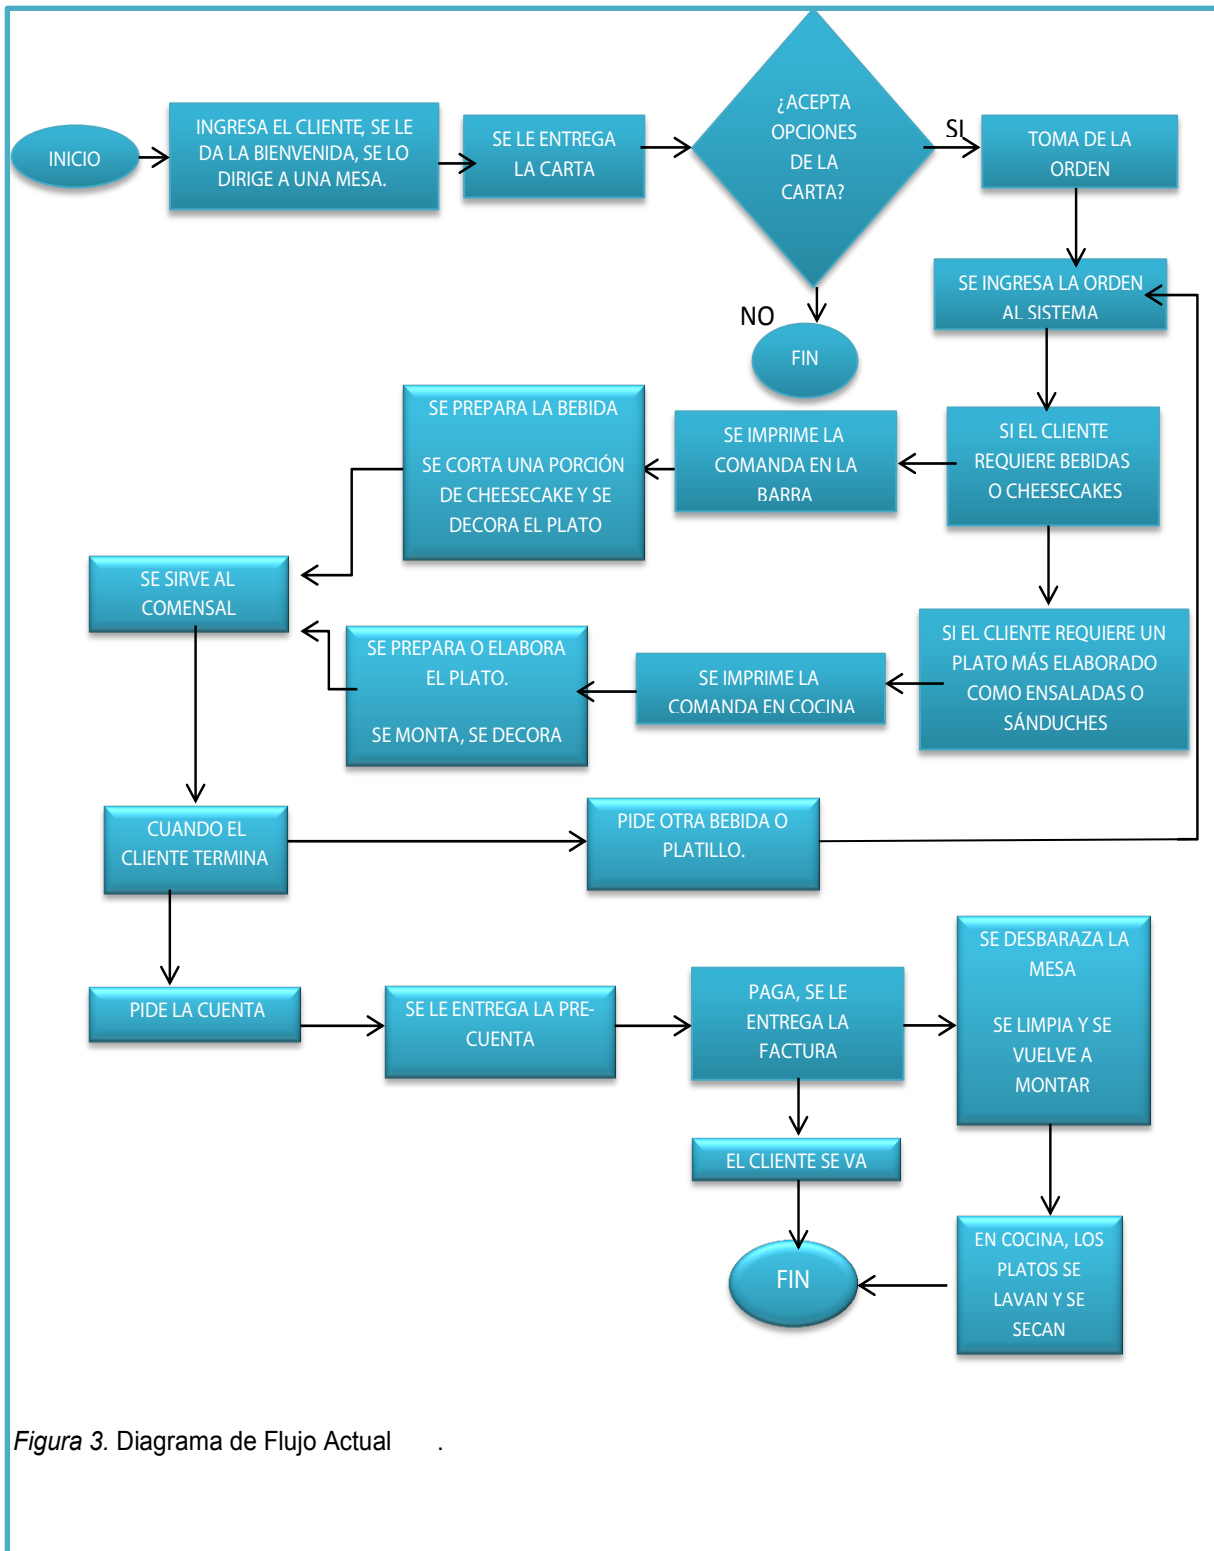 INICIO
INGRESA EL CLIENTE, SE LE
DA LA BIENVENIDA, SE LO
DIRIGE A UNA MESA.
SE LE ENTREGA
LA CARTA
¿ACEPTA
OPCIONES
DE LA
CARTA?
SI
TOMA DE LA
ORDEN
SE INGRESA LA ORDEN
AL SISTEMA
NO
FIN
SI EL CLIENTE
REQUIERE BEBIDAS
O CHEESECAKES
SE IMPRIME LA
COMANDA EN LA
BARRA
SE PREPARA LA BEBIDA
SE CORTA UNA PORCIÓN
DE CHEESECAKE Y SE
DECORA EL PLATO
SE SIRVE AL
COMENSAL
SI EL CLIENTE REQUIERE UN
PLATO MÁS ELABORADO
COMO ENSALADAS O
SÁNDUCHES
SE IMPRIME LA
COMANDA EN COCINA
SE PREPARA O ELABORA
EL PLATO.
SE MONTA, SE DECORA
CUANDO EL
CLIENTE TERMINA
PIDE OTRA BEBIDA O
PLATILLO.
PIDE LA CUENTA
SE LE ENTREGA LA PRE-
CUENTA
PAGA, SE LE
ENTREGA LA
FACTURA
SE DESBARAZA LA
MESA
SE LIMPIA Y SE
VUELVE A
MONTAR
EL CLIENTE SE VA
EN COCINA, LOS
PLATOS SE
LAVAN Y SE
SECAN
FIN
Figura 3. Diagrama de Flujo Actual .